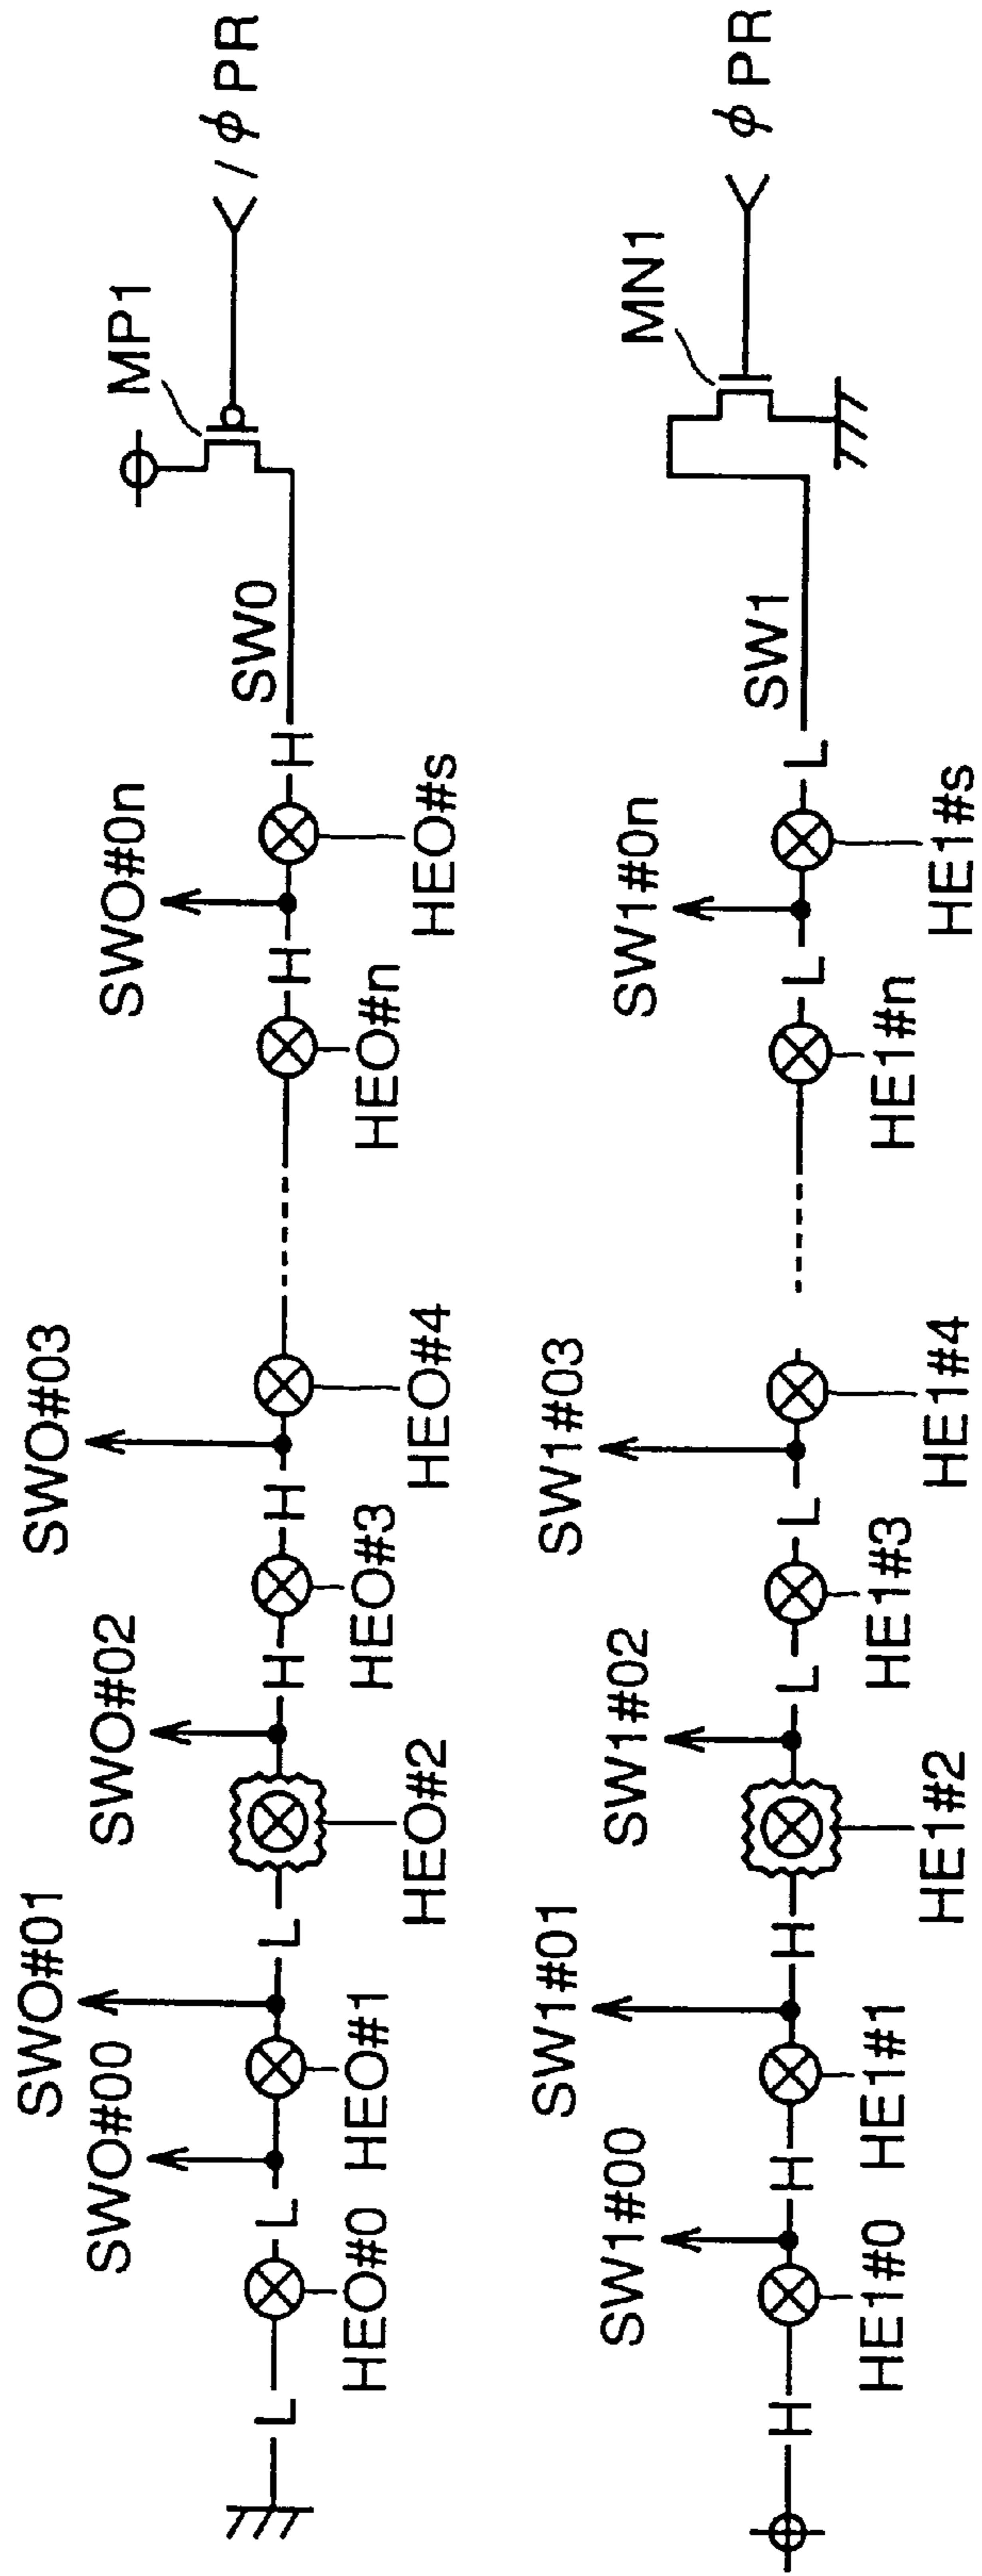 SWO#01
SWO#03
SWO#00
SWO#02
SWO#0n
MP1
/φPR
L
L
L
H
H
H
H
SW0
HEO#0
HEO#1
HEO#3
HEO#n
HEO#2
HEO#4
HEO#s
SW1#01
SW1#03
SW1#00
SW1#02
SW1#0n
MN1
φPR
H
H
H
L
L
L
L
SW1
HE1#0
HE1#1
HE1#3
HE1#n
HE1#2
HE1#4
HE1#s